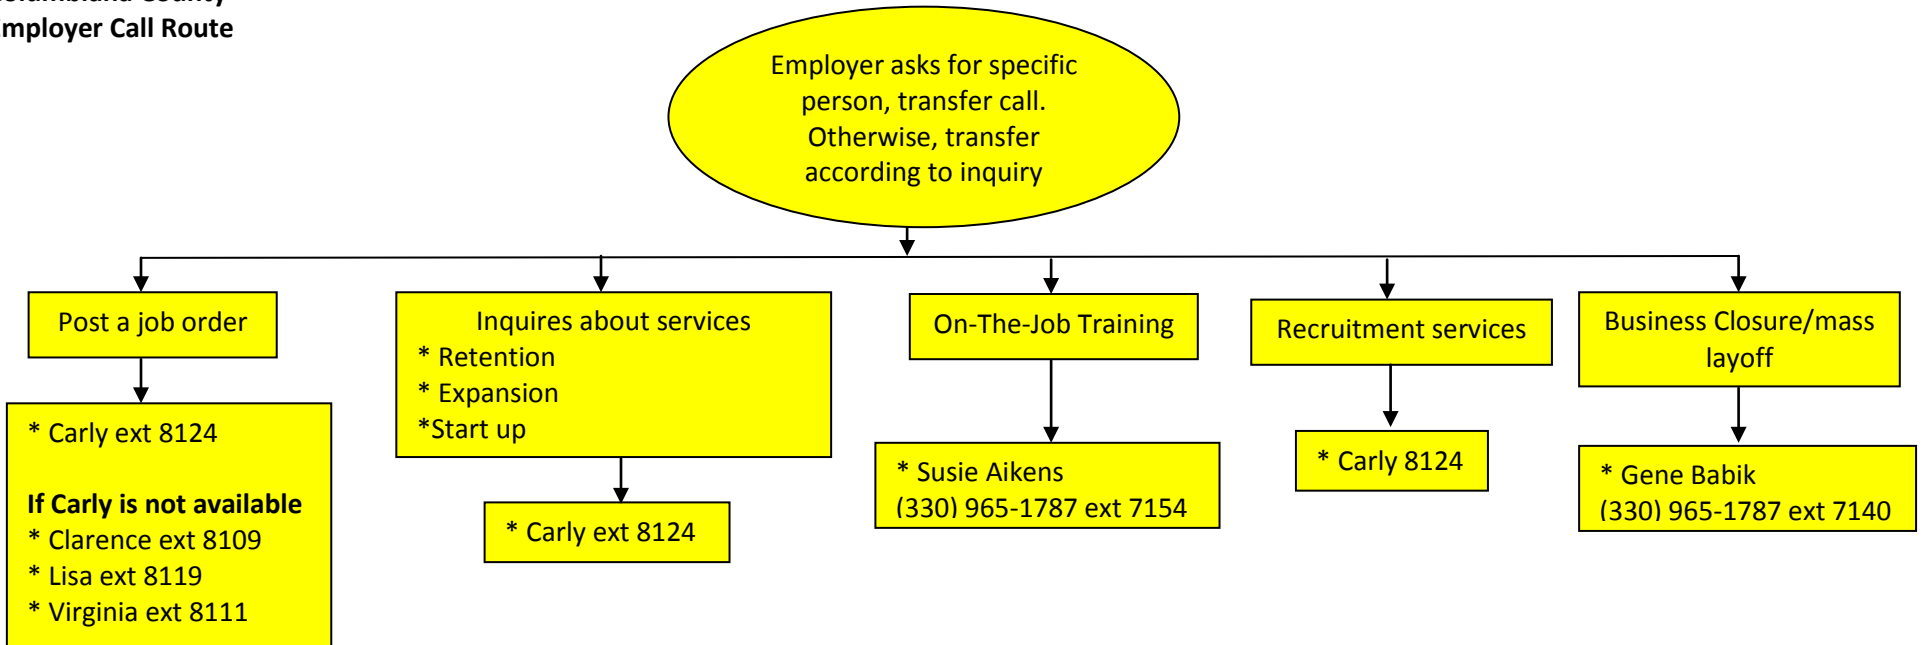 Employer Call Route
Employer asks for specific
person, transfer call.
Otherwise, transfer
according to inquiry
Post a job order
* Carly ext 8124
If Carly is not available
* Clarence ext 8109
* Lisa ext 8119
* Virginia ext 8111
Inquires about services
* Retention
* Expansion
*Start up
* Carly ext 8124
On-The-Job Training
* Susie Aikens
(330) 965-1787 ext 7154
Recruitment services
* Carly 8124
Business Closure/mass
layoff
* Gene Babik
(330) 965-1787 ext 7140